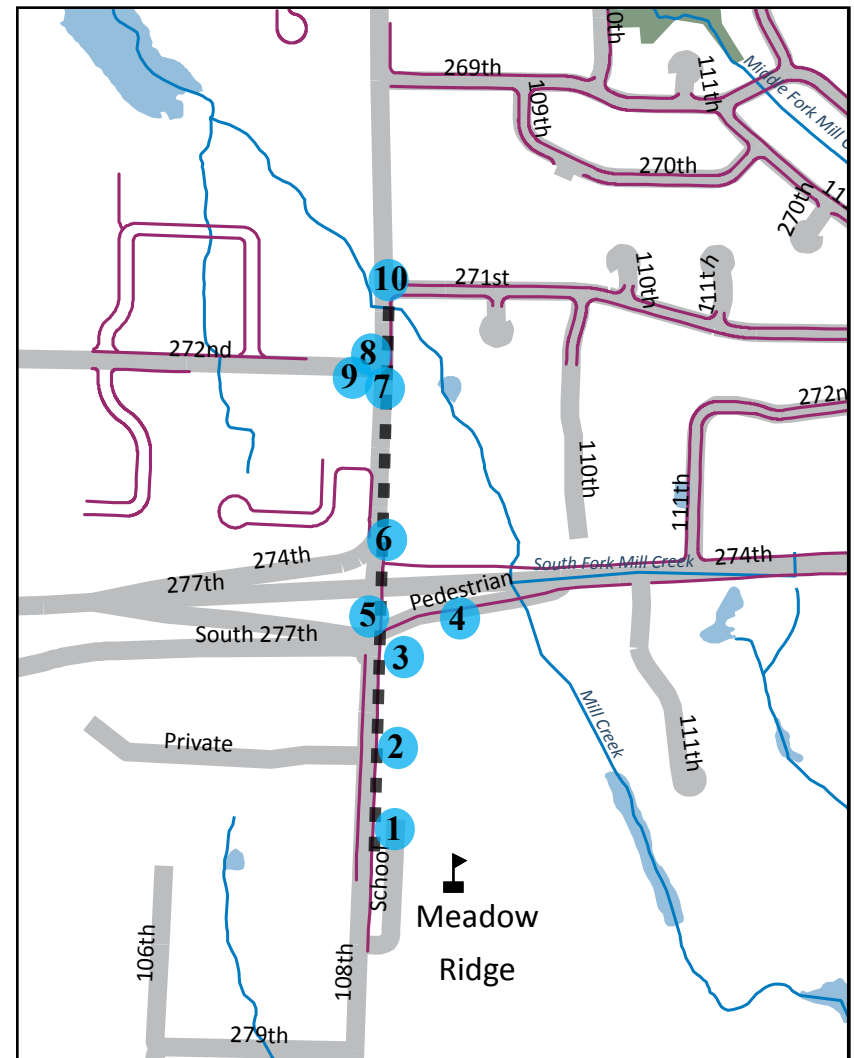 0th
269th
111th
Middle Fork Mill C
109th
270th
270th
11
10
271st
110th
111th
8
272nd
9
7
272n
110th
111th
6
274th
South Fork Mill Creek
274th
277th
Pedestrian
5
4
South 277th
3
Mill Creek
Private
2
111th
1
School
Meadow
Ridge
106th
108th
279th